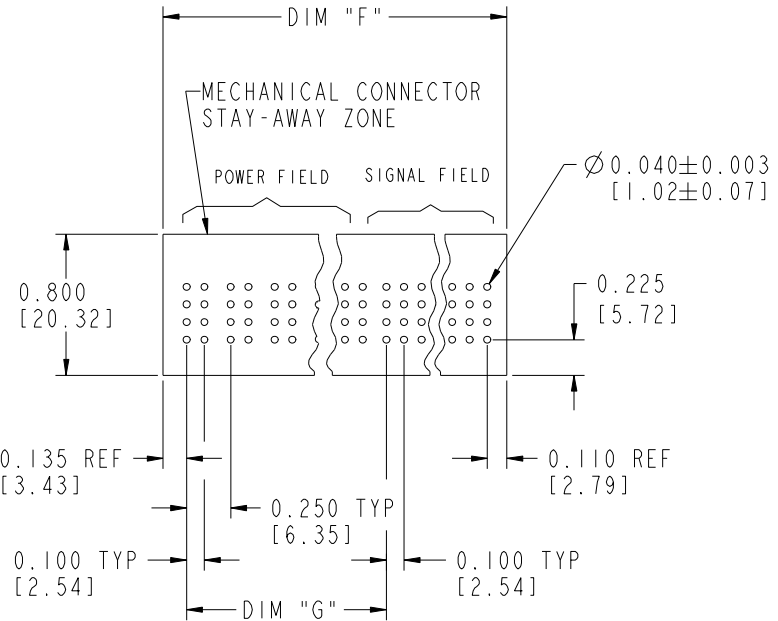 DIM "F"
MECHANICAL CONNECTOR
STAY-AWAY ZONE
POWER FIELD
SIGNAL FIELD
Ø0.040±0.003
[1.02±0.07]
0.800
[20.32]
0.225
[5.72]
0.135 REF
[3.43]
0.110 REF
[2.79]
0.250 TYP
[6.35]
0.100 TYP
[2.54]
0.100 TYP
[2.54]
DIM "G"